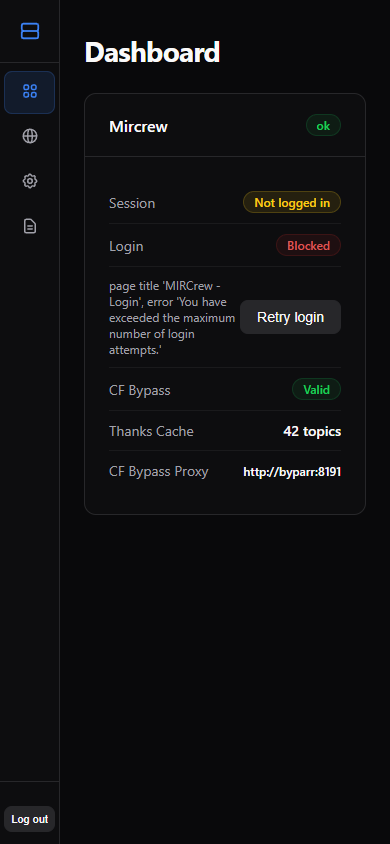 Dashboard
Mircrew
ok
Session
Not logged in
Login
Blocked
page title 'MIRCrew -
Login', error 'You have
exceeded the maximum
number of login
attempts.'
Retry login
CF Bypass
Valid
Thanks Cache
42 topics
CF Bypass Proxy
http://byparr:8191
Log out